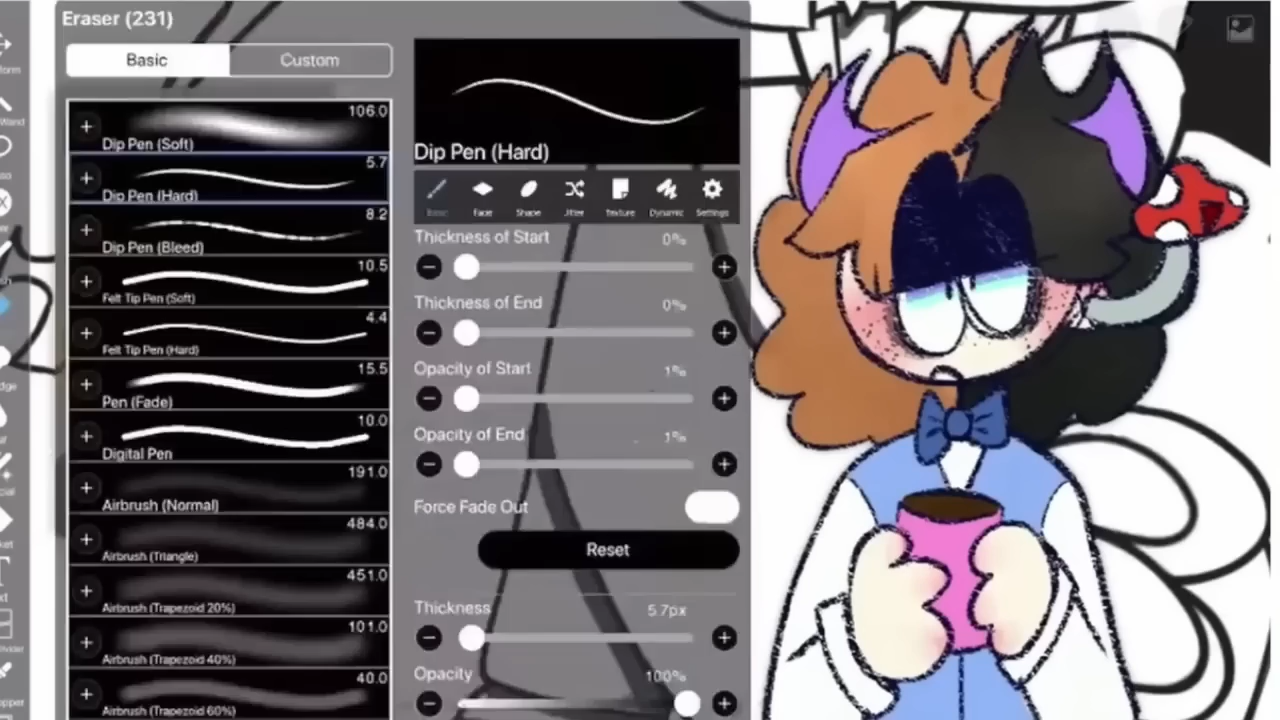 Eraser (231)
Basic
Custom
106.0
Dip Pen (Soft)
5.7
Dip Pen (Hard)
8.2
Dip Pen (Bleed)
10.5
Felt Tip Pen (Soft)
4.4
Felt Tip Pen (Hard)
15.5
Pen (Fade)
10.0
Digital Pen
191.0
Airbrush (Normal)
484.0
Airbrush (Triangle)
451.0
Airbrush (Trapezoid 20%)
101.0
Airbrush (Trapezoid 40%)
40.0
Airbrush (Trapezoid 60%)
Dip Pen (Hard)
Basic Fade Shape Jitter Texture Dynamic Settings
Thickness of Start 0%
Thickness of End 0%
Opacity of Start 1%
Opacity of End 1%
Force Fade Out
Reset
Thickness 5.7px
Opacity 100%